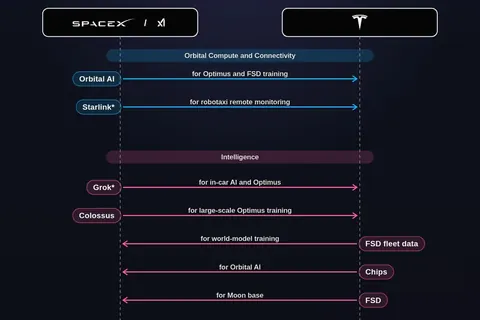 SPACEX / xI
Orbital Compute and Connectivity
Orbital AI for Optimus and FSD training
Starlink* for robotaxi remote monitoring
Intelligence
Grok* for in-car AI and Optimus
Colossus for large-scale Optimus training
for world-model training FSD fleet data
for Orbital AI Chips
for Moon base FSD